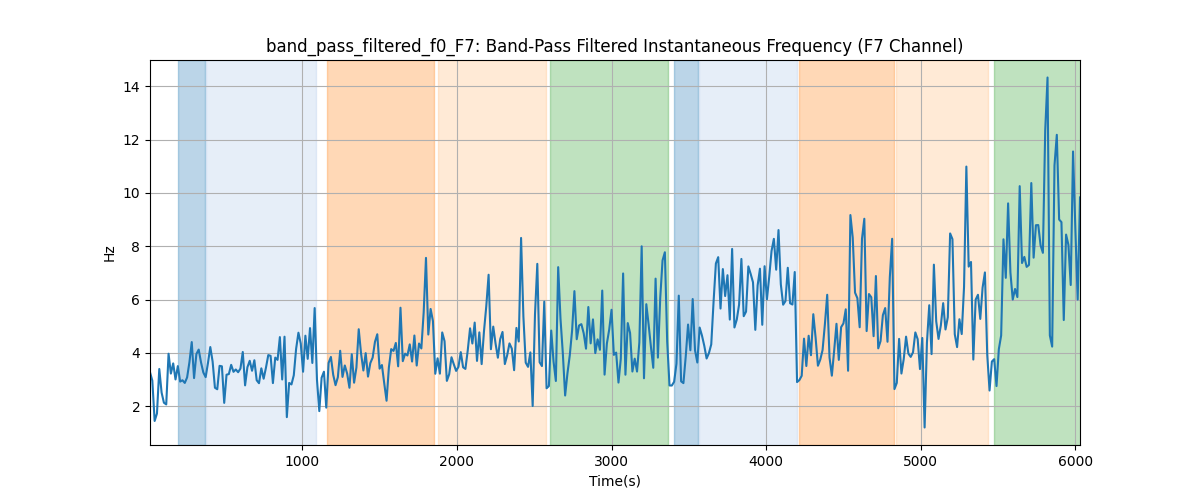 band_pass_filtered_f0_F7: Band-Pass Filtered Instantaneous Frequency (F7 Channel)
14
12
10
8
6
4
2
Hz
1000 2000 3000 4000 5000 6000
Time(s)